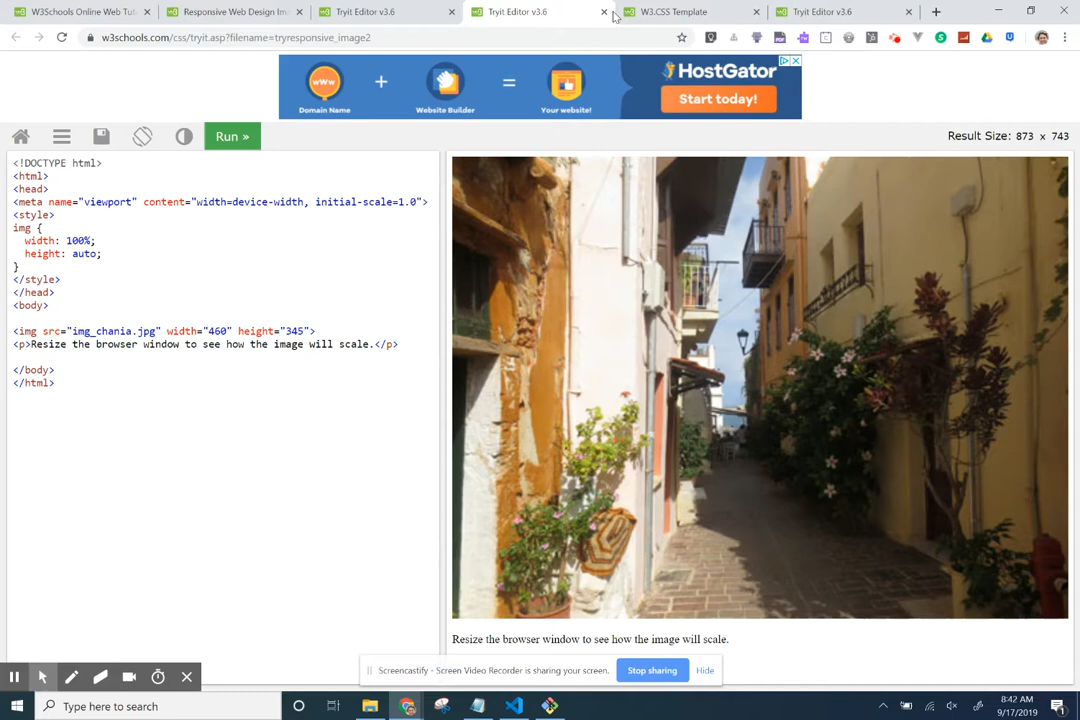 W3Schools Online Web Tut
Responsive Web Design Im
Tryit Editor v3.6
Tryit Editor v3.6
W3.CSS Template
Tryit Editor v3.6
w3schools.com/css/tryit.asp?filename=tryresponsive_image2
www
Domain Name
+
Website Builder
=
Your website!
HostGator
Start today!
Run »
Result Size: 873 x 743
<!DOCTYPE html>
<html>
<head>
<meta name="viewport" content="width=device-width, initial-scale=1.0">
<style>
img {
width: 100%;
height: auto;
}
</style>
</head>
<body>
<img src="img_chania.jpg" width="460" height="345">
<p>Resize the browser window to see how the image will scale.</p>
</body>
</html>
Resize the browser window to see how the image will scale.
Screencastify - Screen Video Recorder is sharing your screen.
Stop sharing
Hide
Type here to search
8:42 AM
9/17/2019
1